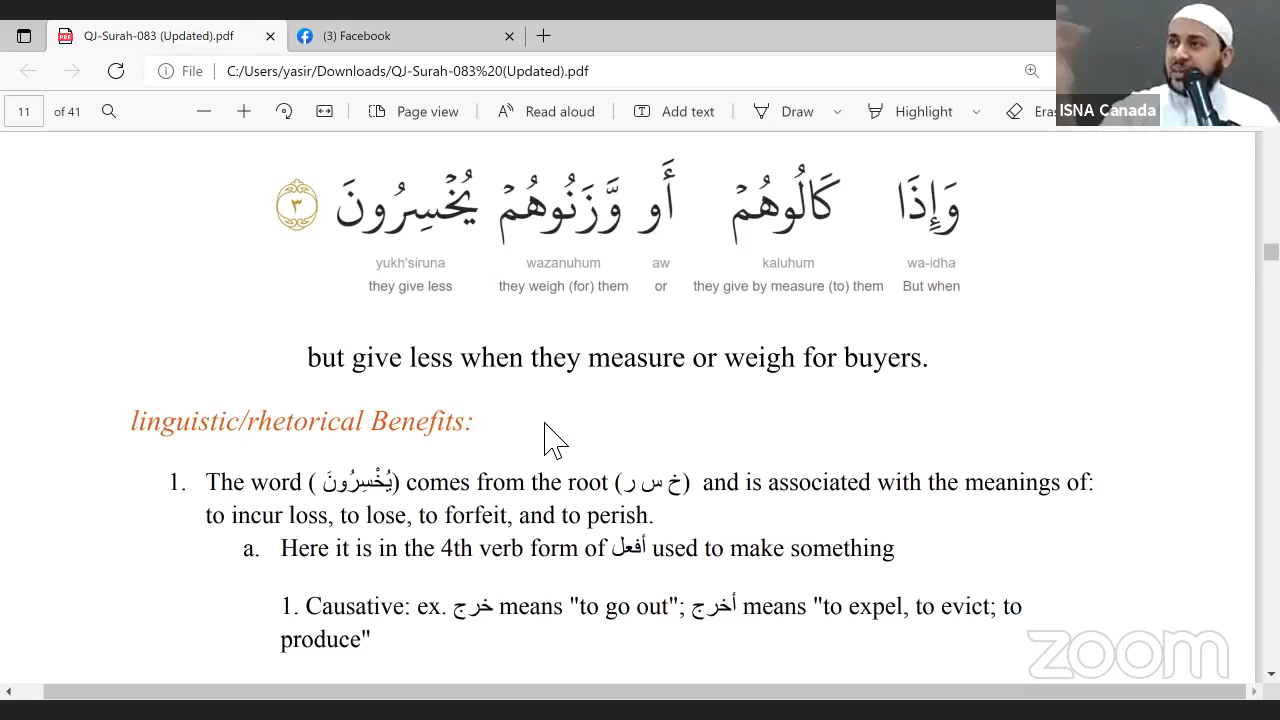 QJ-Surah-083 (Updated).pdf
(3) Facebook
File
C:/Users/yasir/Downloads/QJ-Surah-083%20(Updated).pdf
11 of 41
Page view
Read aloud
Add text
Draw
Highlight
Eras
ISNA Canada
وَإِذَا كَالُوهُمْ أَو وَّزَنُوهُمْ يُخْسِرُونَ ٣
yukh'siruna wazanuhum aw kaluhum wa-idha
they give less they weigh (for) them or they give by measure (to) them But when
but give less when they measure or weigh for buyers.
linguistic/rhetorical Benefits:
1. The word ( يُخْسِرُونَ) comes from the root (خ س ر) and is associated with the meanings of:
to incur loss, to lose, to forfeit, and to perish.
a. Here it is in the 4th verb form of أفعل used to make something
1. Causative: ex. خرج means "to go out"; أخرج means "to expel, to evict; to
produce"
zoom